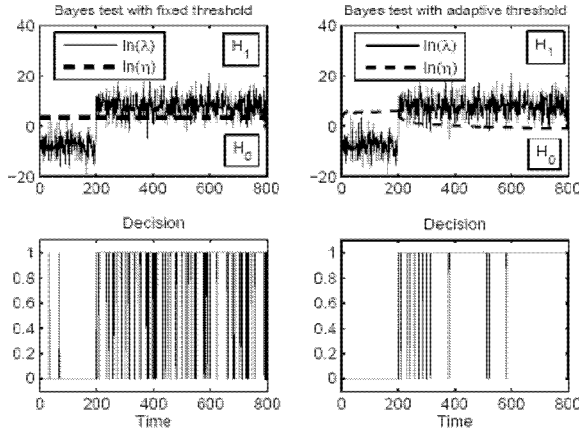 Bayes test with fixed threshold
40
20
0
−20
ln(λ)
ln(η)
H1
H0
0 200 400 600 800
Bayes test with adaptive threshold
40
20
0
−20
ln(λ)
ln(η)
H1
H0
0 200 400 600 800
Decision
1
0.8
0.6
0.4
0.2
0
0 200 400 600 800
Time
Decision
1
0.8
0.6
0.4
0.2
0
0 200 400 600 800
Time